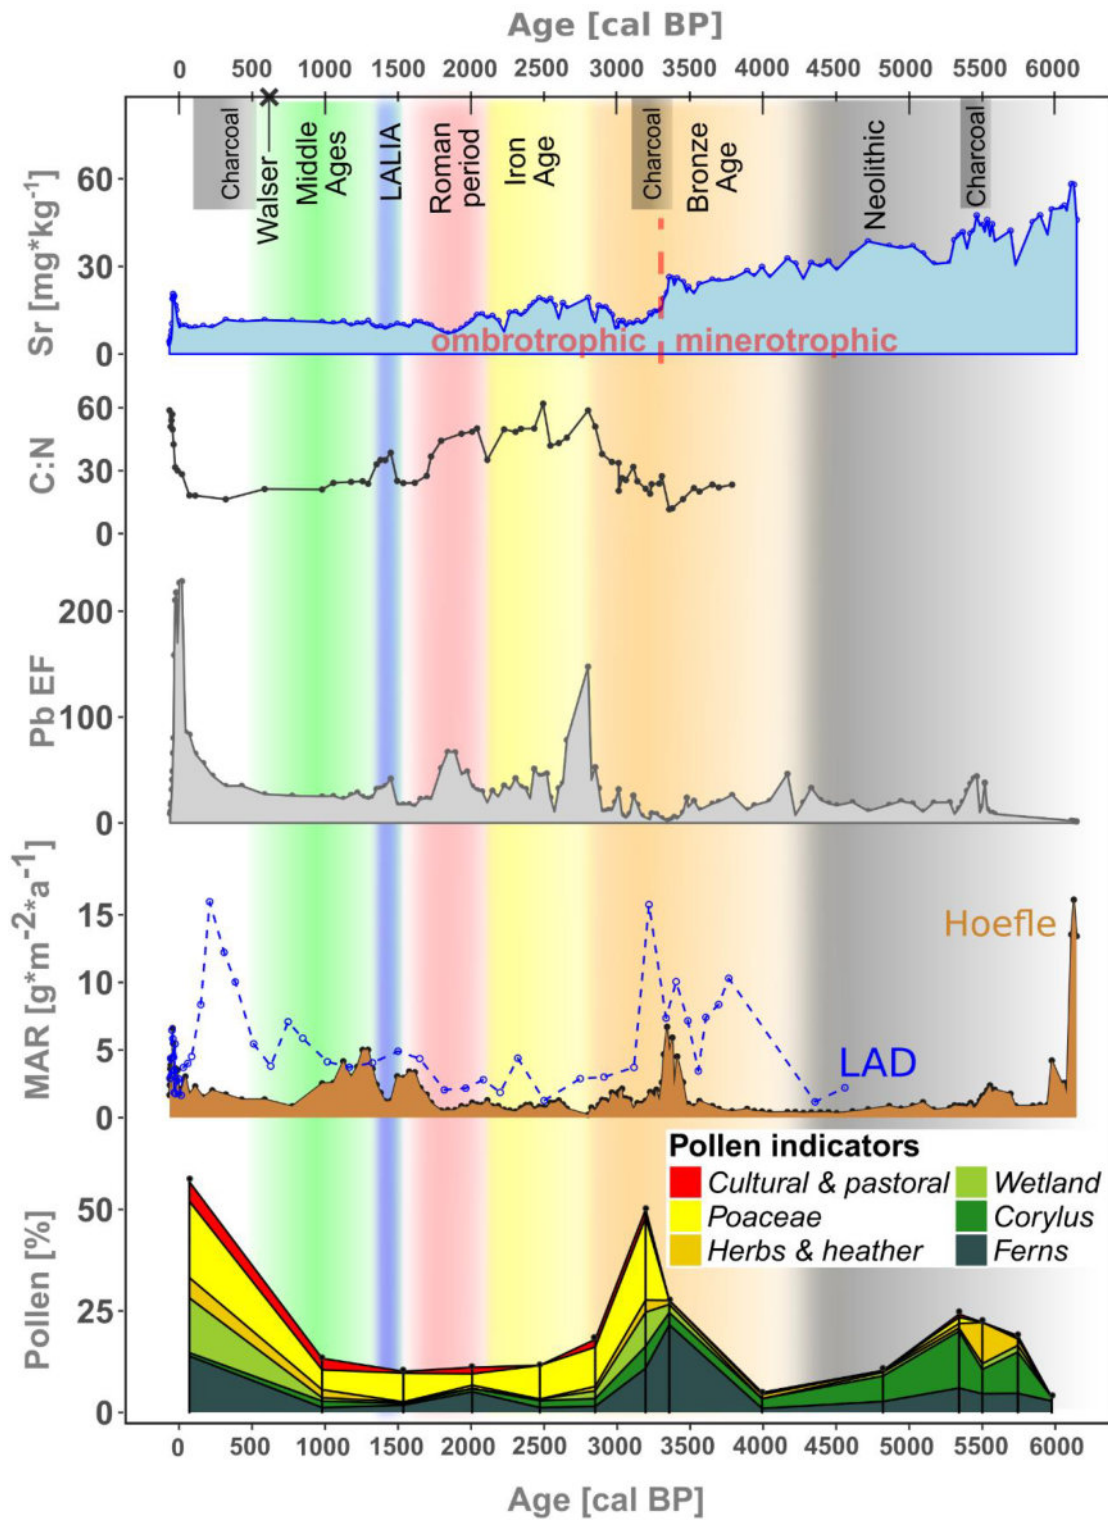 Age [cal BP]
0 500 1000 1500 2000 2500 3000 3500 4000 4500 5000 5500 6000
Charcoal
Walser
Middle
Ages
LALIA
Roman
period
Iron
Age
Charcoal
Bronze
Age
Neolithic
Charcoal
Sr [mg*kg⁻¹]
60
30
0
ombrotrophic
minerotrophic
C:N
60
30
0
Pb EF
200
100
0
MAR [g*m⁻²*a⁻¹]
15
10
5
0
Hoefle
LAD
Pollen [%]
50
25
0
Pollen indicators
Cultural & pastoral
Wetland
Poaceae
Corylus
Herbs & heather
Ferns
0 500 1000 1500 2000 2500 3000 3500 4000 4500 5000 5500 6000
Age [cal BP]